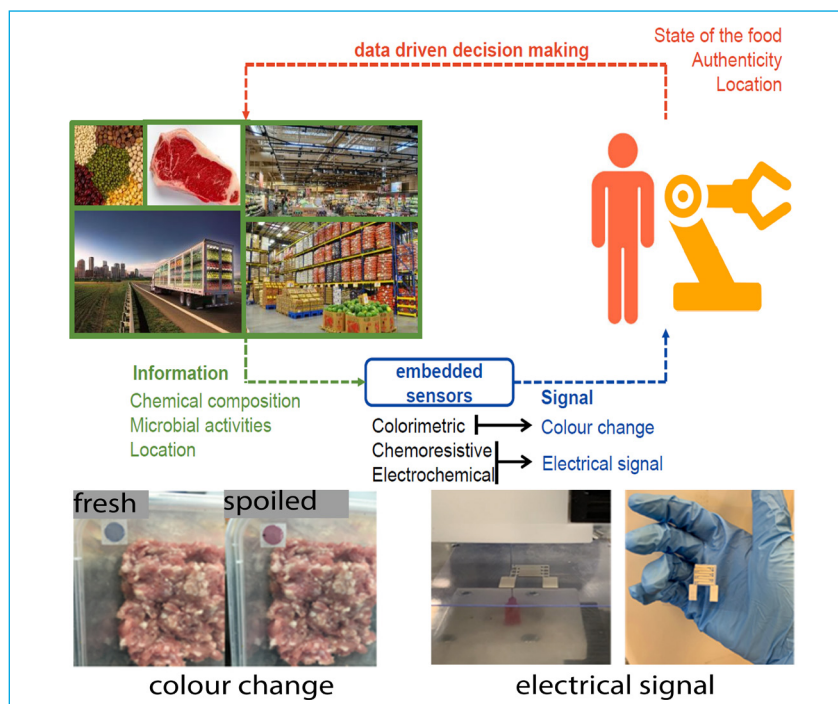 data driven decision making
State of the food
Authenticity
Location
Information
Chemical composition
Microbial activities
Location
embedded
sensors
Colorimetric
Chemoresistive
Electrochemical
Signal
Colour change
Electrical signal
fresh
spoiled
colour change
electrical signal